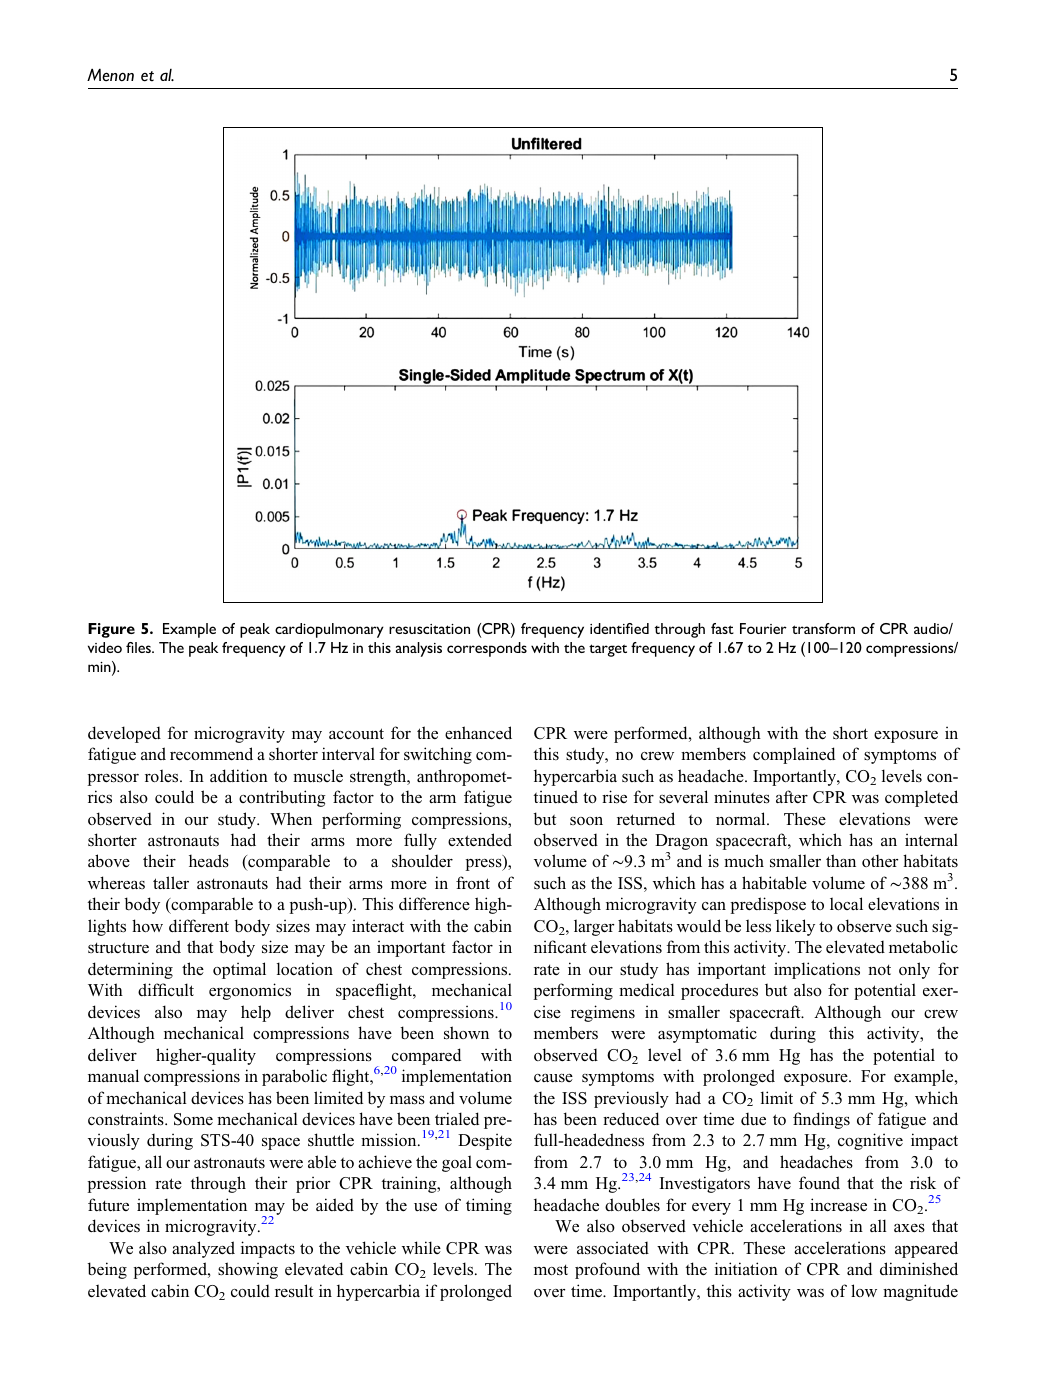 Menon et al.
5
Unfiltered
1
0.5
0
-0.5
-1
Normalized Amplitude
0 20 40 60 80 100 120 140
Time (s)
Single-Sided Amplitude Spectrum of X(t)
0.025
0.02
0.015
0.01
0.005
0
|P1(f)|
Peak Frequency: 1.7 Hz
0 0.5 1 1.5 2 2.5 3 3.5 4 4.5 5
f (Hz)
Figure 5. Example of peak cardiopulmonary resuscitation (CPR) frequency identified through fast Fourier transform of CPR audio/
video files. The peak frequency of 1.7 Hz in this analysis corresponds with the target frequency of 1.67 to 2 Hz (100–120 compressions/
min).
developed for microgravity may account for the enhanced
fatigue and recommend a shorter interval for switching com-
pressor roles. In addition to muscle strength, anthropomet-
rics also could be a contributing factor to the arm fatigue
observed in our study. When performing compressions,
shorter astronauts had their arms more fully extended
above their heads (comparable to a shoulder press),
whereas taller astronauts had their arms more in front of
their body (comparable to a push-up). This difference high-
lights how different body sizes may interact with the cabin
structure and that body size may be an important factor in
determining the optimal location of chest compressions.
With difficult ergonomics in spaceflight, mechanical
devices also may help deliver chest compressions.10
Although mechanical compressions have been shown to
deliver higher-quality compressions compared with
manual compressions in parabolic flight,6,20 implementation
of mechanical devices has been limited by mass and volume
constraints. Some mechanical devices have been trialed pre-
viously during STS-40 space shuttle mission.19,21 Despite
fatigue, all our astronauts were able to achieve the goal com-
pression rate through their prior CPR training, although
future implementation may be aided by the use of timing
devices in microgravity.22
We also analyzed impacts to the vehicle while CPR was
being performed, showing elevated cabin CO2 levels. The
elevated cabin CO2 could result in hypercarbia if prolonged
CPR were performed, although with the short exposure in
this study, no crew members complained of symptoms of
hypercarbia such as headache. Importantly, CO2 levels con-
tinued to rise for several minutes after CPR was completed
but soon returned to normal. These elevations were
observed in the Dragon spacecraft, which has an internal
volume of ~9.3 m3 and is much smaller than other habitats
such as the ISS, which has a habitable volume of ~388 m3.
Although microgravity can predispose to local elevations in
CO2, larger habitats would be less likely to observe such sig-
nificant elevations from this activity. The elevated metabolic
rate in our study has important implications not only for
performing medical procedures but also for potential exer-
cise regimens in smaller spacecraft. Although our crew
members were asymptomatic during this activity, the
observed CO2 level of 3.6 mm Hg has the potential to
cause symptoms with prolonged exposure. For example,
the ISS previously had a CO2 limit of 5.3 mm Hg, which
has been reduced over time due to findings of fatigue and
full-headedness from 2.3 to 2.7 mm Hg, cognitive impact
from 2.7 to 3.0 mm Hg, and headaches from 3.0 to
3.4 mm Hg.23,24 Investigators have found that the risk of
headache doubles for every 1 mm Hg increase in CO2.25
We also observed vehicle accelerations in all axes that
were associated with CPR. These accelerations appeared
most profound with the initiation of CPR and diminished
over time. Importantly, this activity was of low magnitude